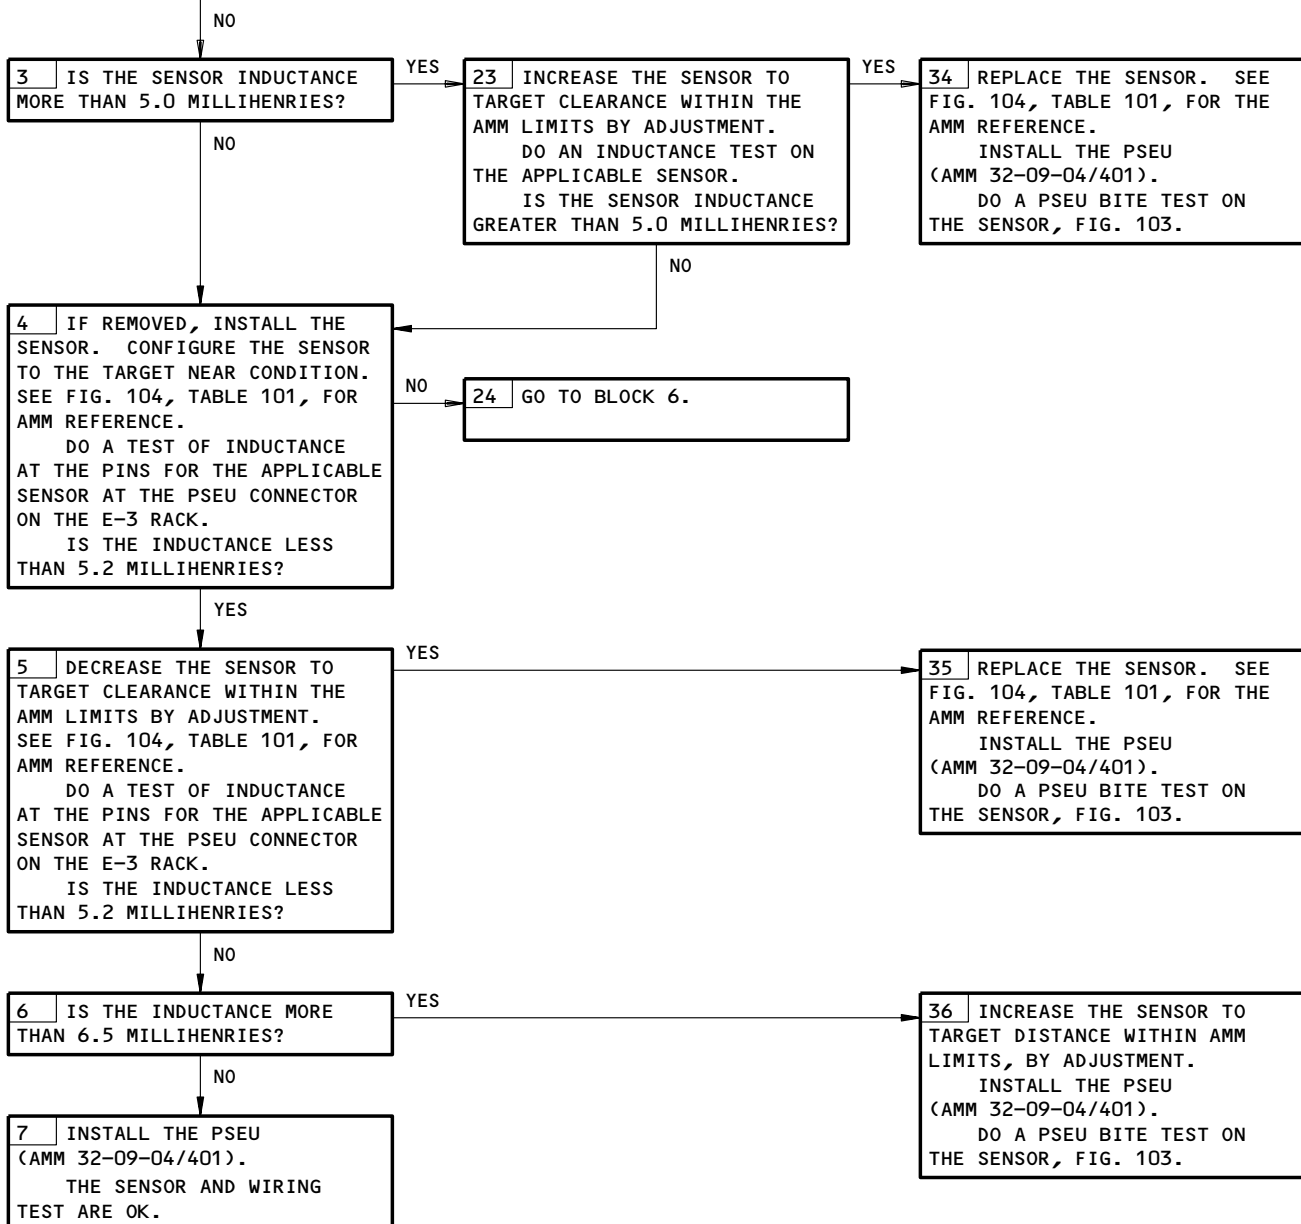 NO
3 IS THE SENSOR INDUCTANCE
MORE THAN 5.0 MILLIHENRIES?
YES
NO
23 INCREASE THE SENSOR TO
TARGET CLEARANCE WITHIN THE
AMM LIMITS BY ADJUSTMENT.
DO AN INDUCTANCE TEST ON
THE APPLICABLE SENSOR.
IS THE SENSOR INDUCTANCE
GREATER THAN 5.0 MILLIHENRIES?
YES
NO
34 REPLACE THE SENSOR. SEE
FIG. 104, TABLE 101, FOR THE
AMM REFERENCE.
INSTALL THE PSEU
(AMM 32-09-04/401).
DO A PSEU BITE TEST ON
THE SENSOR, FIG. 103.
4 IF REMOVED, INSTALL THE
SENSOR. CONFIGURE THE SENSOR
TO THE TARGET NEAR CONDITION.
SEE FIG. 104, TABLE 101, FOR
AMM REFERENCE.
DO A TEST OF INDUCTANCE
AT THE PINS FOR THE APPLICABLE
SENSOR AT THE PSEU CONNECTOR
ON THE E-3 RACK.
IS THE INDUCTANCE LESS
THAN 5.2 MILLIHENRIES?
NO
24 GO TO BLOCK 6.
YES
5 DECREASE THE SENSOR TO
TARGET CLEARANCE WITHIN THE
AMM LIMITS BY ADJUSTMENT.
SEE FIG. 104, TABLE 101, FOR
AMM REFERENCE.
DO A TEST OF INDUCTANCE
AT THE PINS FOR THE APPLICABLE
SENSOR AT THE PSEU CONNECTOR
ON THE E-3 RACK.
IS THE INDUCTANCE LESS
THAN 5.2 MILLIHENRIES?
YES
35 REPLACE THE SENSOR. SEE
FIG. 104, TABLE 101, FOR THE
AMM REFERENCE.
INSTALL THE PSEU
(AMM 32-09-04/401).
DO A PSEU BITE TEST ON
THE SENSOR, FIG. 103.
NO
6 IS THE INDUCTANCE MORE
THAN 6.5 MILLIHENRIES?
YES
36 INCREASE THE SENSOR TO
TARGET DISTANCE WITHIN AMM
LIMITS, BY ADJUSTMENT.
INSTALL THE PSEU
(AMM 32-09-04/401).
DO A PSEU BITE TEST ON
THE SENSOR, FIG. 103.
NO
7 INSTALL THE PSEU
(AMM 32-09-04/401).
THE SENSOR AND WIRING
TEST ARE OK.